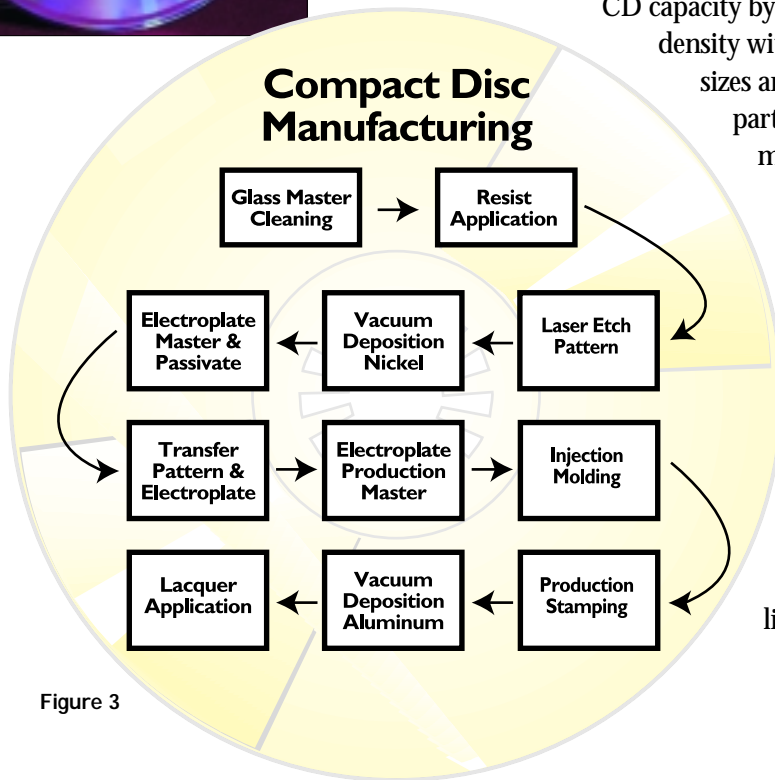 CD capacity by
density wit
sizes an
part
m
Compact Disc
Manufacturing
Glass Master
Cleaning
Resist
Application
Electroplate
Master &
Passivate
Vacuum
Deposition
Nickel
Laser Etch
Pattern
Transfer
Pattern &
Electroplate
Electroplate
Production
Master
Injection
Molding
Lacquer
Application
Vacuum
Deposition
Aluminum
Production
Stamping
li
Figure 3